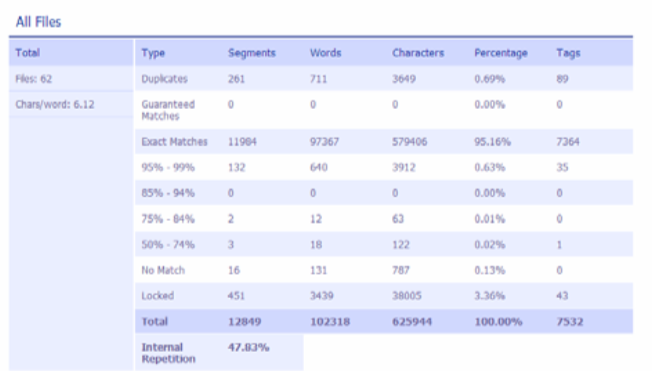 All Files
Total Type Segments Words Characters Percentage Tags
Files: 62 Duplicates 261 711 3649 0.69% 89
Chars/word: 6.12 Guaranteed Matches 0 0 0 0.00% 0
Exact Matches 11984 97367 579406 95.16% 7364
95% - 99% 132 640 3912 0.63% 35
85% - 94% 0 0 0 0.00% 0
75% - 84% 2 12 63 0.01% 0
50% - 74% 3 18 122 0.02% 1
No Match 16 131 787 0.13% 0
Locked 451 3439 38005 3.36% 43
Total 12849 102318 625944 100.00% 7532
Internal Repetition 47.83%